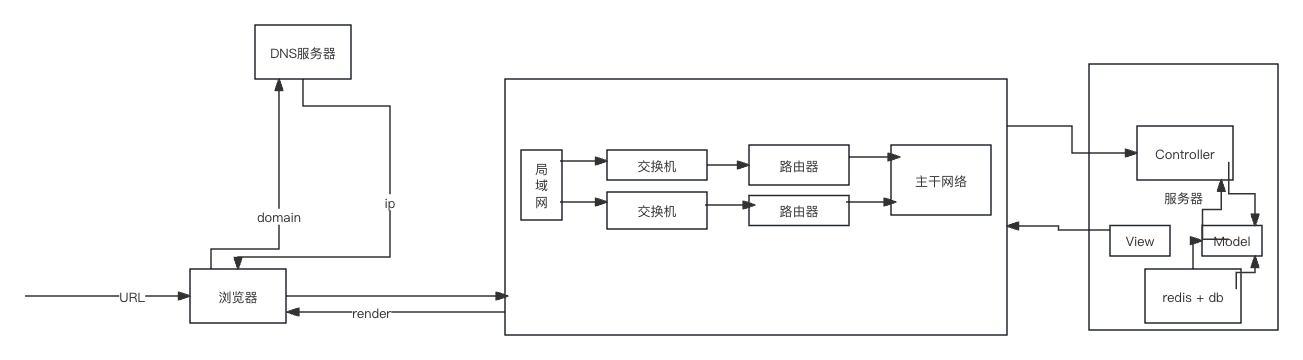 DNS服务器
domain
ip
URL
浏览器
render
局
域
网
交换机
路由器
主干网络
交换机
路由器
Controller
服务器
View
Model
redis + db